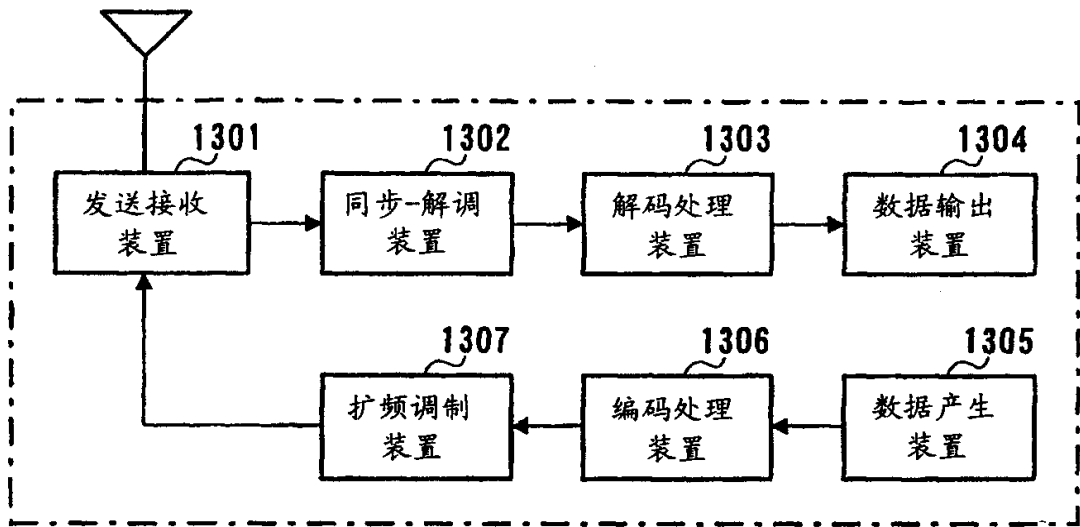 1301
发送接收
装置
1302
同步-解调
装置
1303
解码处理
装置
1304
数据输出
装置
1307
扩频调制
装置
1306
编码处理
装置
1305
数据产生
装置